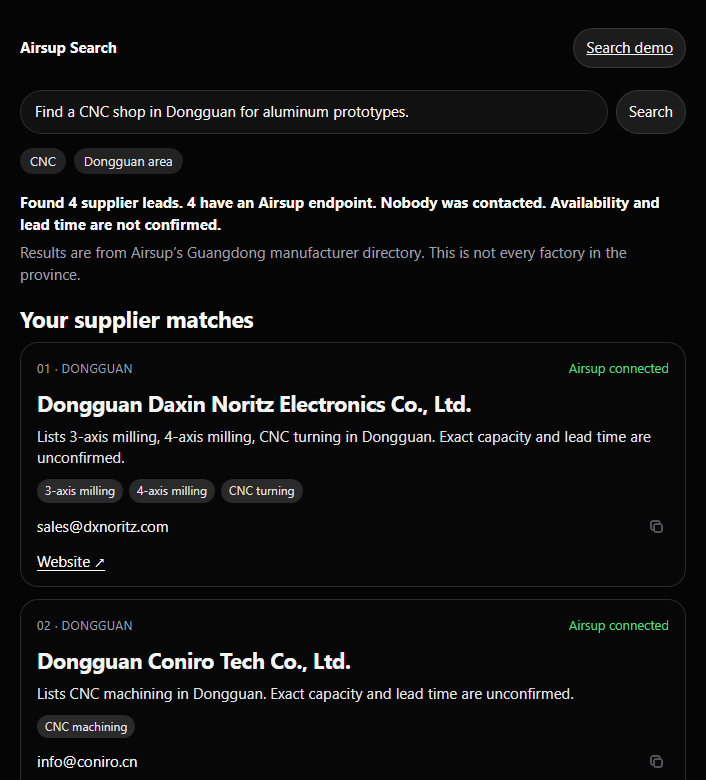 Airsup Search
Search demo
Find a CNC shop in Dongguan for aluminum prototypes.
Search
CNC
Dongguan area
Found 4 supplier leads. 4 have an Airsup endpoint. Nobody was contacted. Availability and
lead time are not confirmed.
Results are from Airsup's Guangdong manufacturer directory. This is not every factory in the
province.
Your supplier matches
01 · DONGGUAN
Airsup connected
Dongguan Daxin Noritz Electronics Co., Ltd.
Lists 3-axis milling, 4-axis milling, CNC turning in Dongguan. Exact capacity and lead time are
unconfirmed.
3-axis milling
4-axis milling
CNC turning
sales@dxnoritz.com
Website ↗
02 · DONGGUAN
Airsup connected
Dongguan Coniro Tech Co., Ltd.
Lists CNC machining in Dongguan. Exact capacity and lead time are unconfirmed.
CNC machining
info@coniro.cn